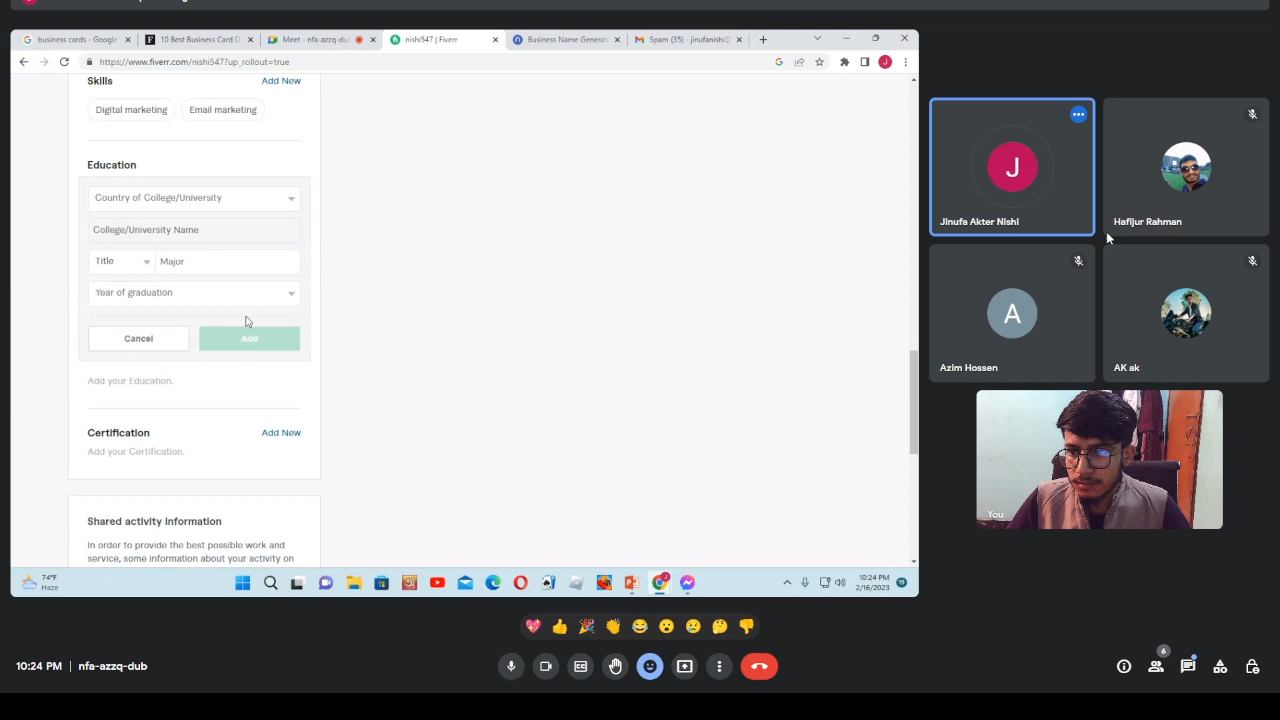 business cards - Google
10 Best Business Card D
Meet - nfa-azzq-dub
nishi547 | Fiverr
Business Name Generat
Spam (35) - jinufanishi@
https://www.fiverr.com/nishi547?up_rollout=true
Skills
Add New
Digital marketing
Email marketing
Education
Country of College/University
College/University Name
Title
Major
Year of graduation
Cancel
Add
Add your Education.
Certification
Add New
Add your Certification.
Shared activity information
In order to provide the best possible work and
service, some information about your activity on
74°F
Haze
10:24 PM
2/16/2023
J
Jinufa Akter Nishi
Hafijur Rahman
A
Azim Hossen
AK ak
You
10:24 PM | nfa-azzq-dub
6